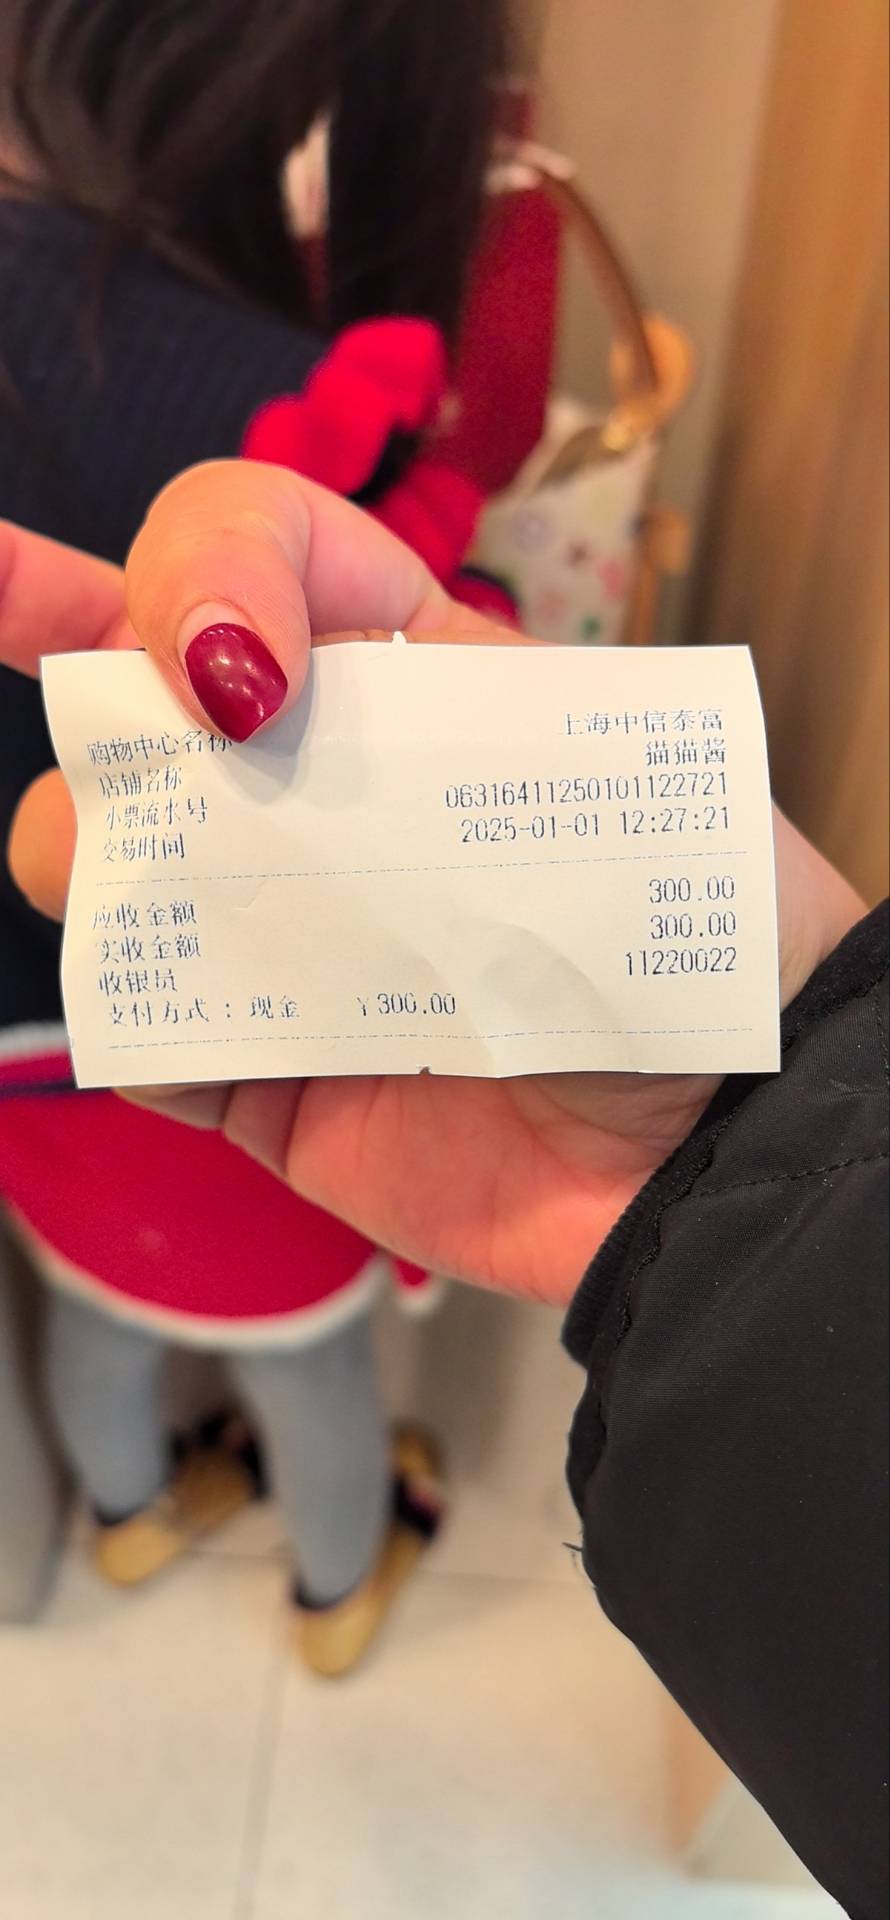 购物中心名称 上海中信泰富
店铺名称 猫猫酱
小票流水号 06316411250101122721
交易时间 2025-01-01 12:27:21
应收金额 300.00
实收金额 300.00
收银员 11220022
支付方式：现金 ￥300.00